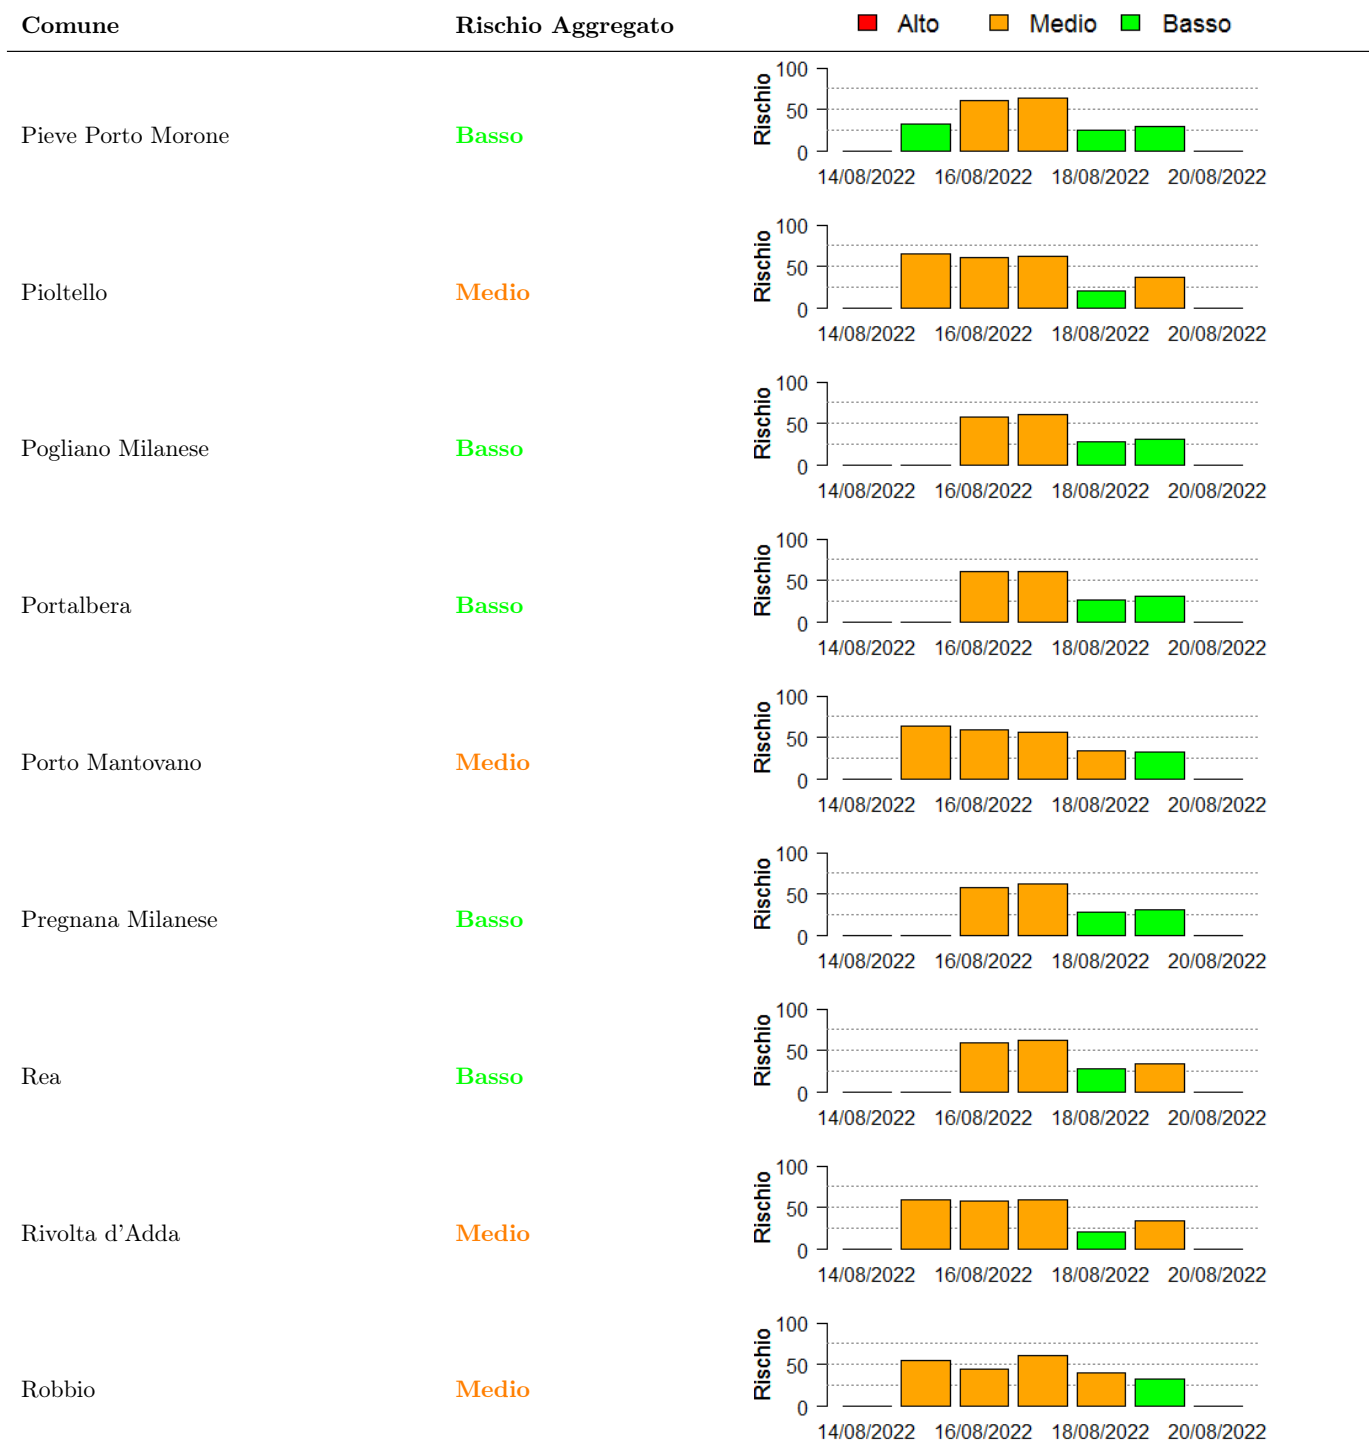 Comune Rischio Aggregato Alto Medio Basso
Pieve Porto Morone Basso
Rischio
100
50
0
14/08/2022 16/08/2022 18/08/2022 20/08/2022
Pioltello Medio
Rischio
100
50
0
14/08/2022 16/08/2022 18/08/2022 20/08/2022
Pogliano Milanese Basso
Rischio
100
50
0
14/08/2022 16/08/2022 18/08/2022 20/08/2022
Portalbera Basso
Rischio
100
50
0
14/08/2022 16/08/2022 18/08/2022 20/08/2022
Porto Mantovano Medio
Rischio
100
50
0
14/08/2022 16/08/2022 18/08/2022 20/08/2022
Pregnana Milanese Basso
Rischio
100
50
0
14/08/2022 16/08/2022 18/08/2022 20/08/2022
Rea Basso
Rischio
100
50
0
14/08/2022 16/08/2022 18/08/2022 20/08/2022
Rivolta d'Adda Medio
Rischio
100
50
0
14/08/2022 16/08/2022 18/08/2022 20/08/2022
Robbio Medio
Rischio
100
50
0
14/08/2022 16/08/2022 18/08/2022 20/08/2022